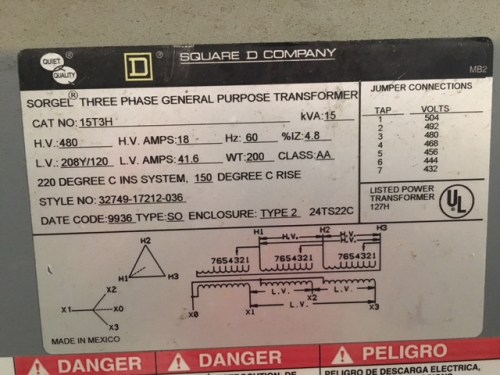 QUIET QUALITY
D
SQUARE D COMPANY
MB2
SORGEL® THREE PHASE GENERAL PURPOSE TRANSFORMER
CAT NO: 15T3H kVA: 15
H.V.: 480 H.V. AMPS: 18 Hz: 60 %IZ: 4.8
L.V.: 208Y/120 L.V. AMPS: 41.6 WT: 200 CLASS: AA
220 DEGREE C INS SYSTEM, 150 DEGREE C RISE
STYLE NO: 32749-17212-036
DATE CODE: 9936 TYPE: SO ENCLOSURE: TYPE 2 24TS22C
JUMPER CONNECTIONS
TAP VOLTS
1 504
2 492
3 480
4 468
5 456
6 444
7 432
LISTED POWER
TRANSFORMER
127H
UL
H2
H1 H3
X2
X1 X0
X3
H1 H2 H3
H.V. H.V.
H.V.
7654321 7654321 7654321
L.V. L.V.
X2
L.V.
X0 X1 X3
MADE IN MEXICO
DANGER DANGER PELIGRO
PELIGRO DE DESCARGA ELECTRICA,